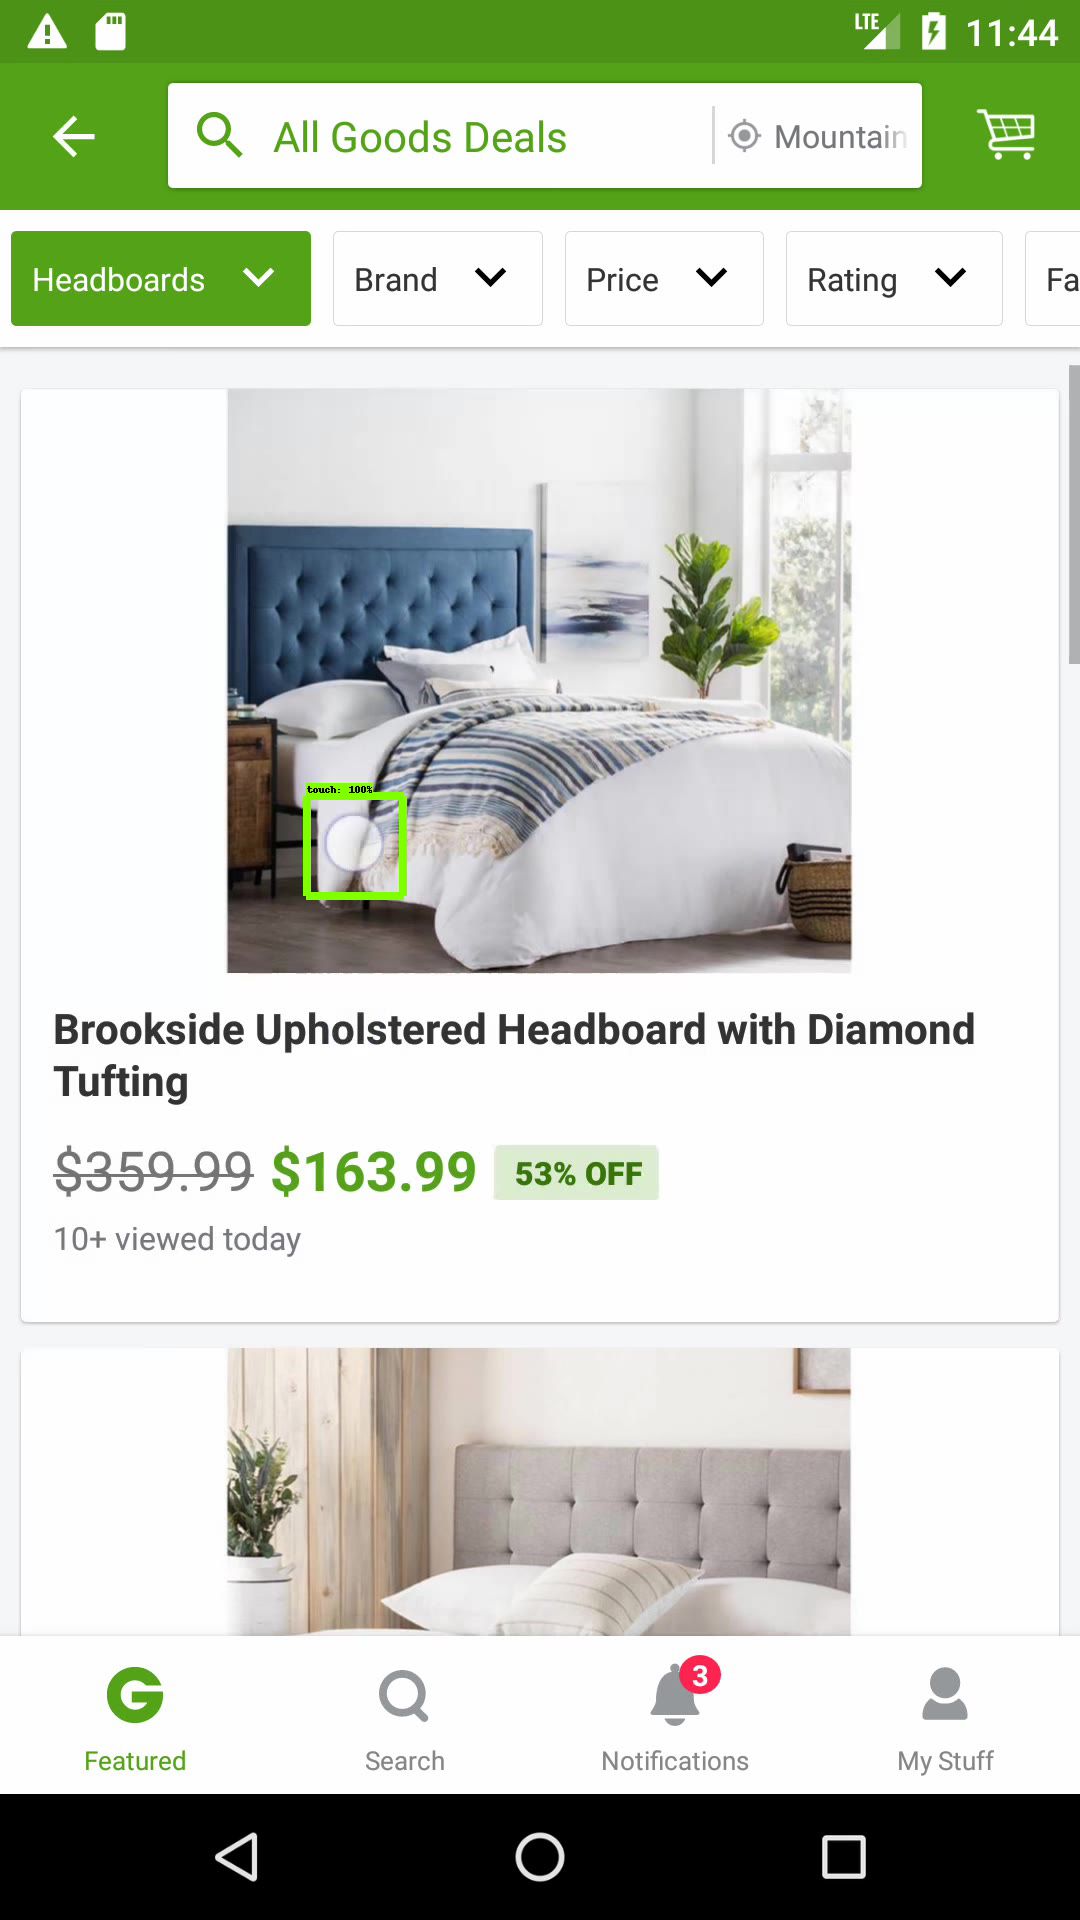 LTE 11:44
All Goods Deals Mountain
Headboards Brand Price Rating Fa
touch: 100%
Brookside Upholstered Headboard with Diamond
Tufting
$359.99 $163.99 53% OFF
10+ viewed today
3
Featured Search Notifications My Stuff